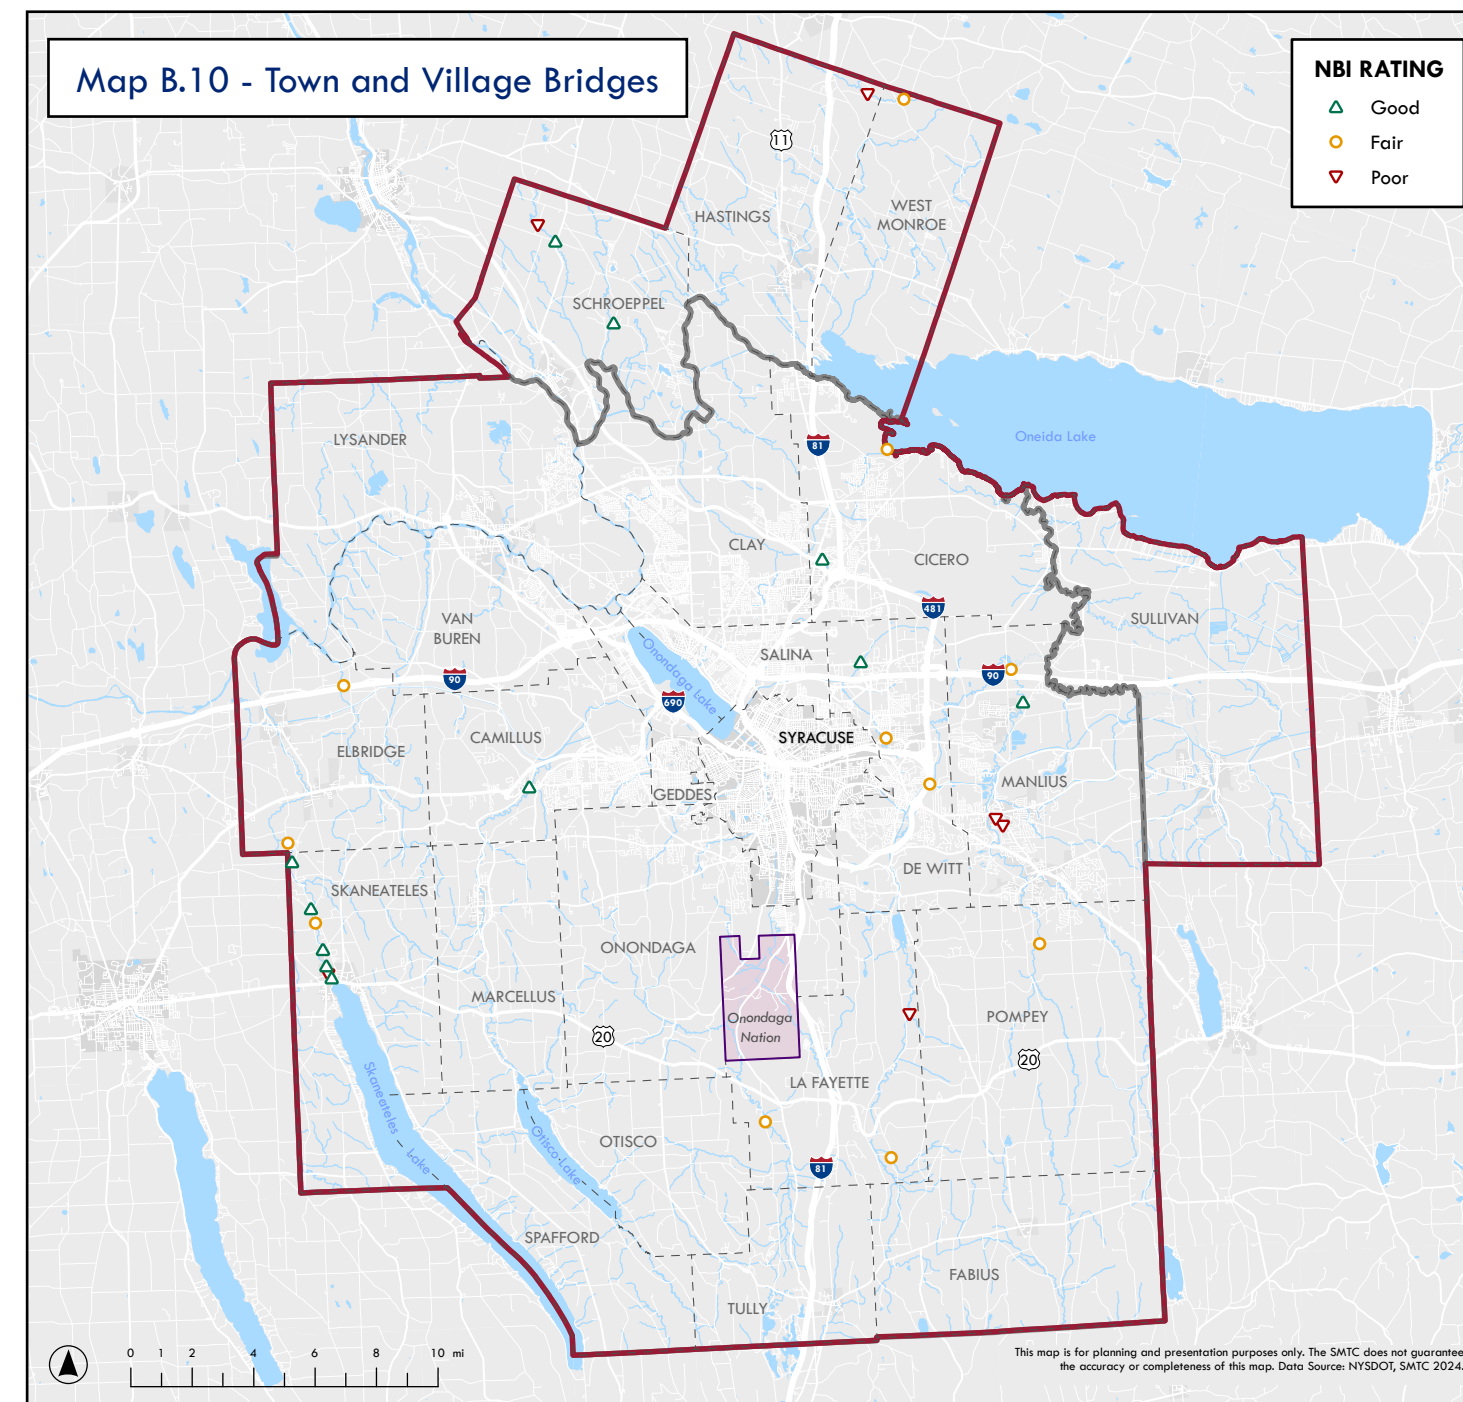 Map B.10 - Town and Village Bridges
NBI RATING
Good
Fair
Poor
11
HASTINGS
WEST
MONROE
SCHROEPPEL
LYSANDER
81
Oneida Lake
CLAY
CICERO
481
VAN
BUREN
SULLIVAN
SALINA
Onondaga Lake
90
90
690
ELBRIDGE
CAMILLUS
SYRACUSE
GEDDES
MANLIUS
DE WITT
SKANEATELES
ONONDAGA
MARCELLUS
Onondaga
Nation
POMPEY
20
20
LA FAYETTE
Skaneateles
Lake
Otisco Lake
OTISCO
81
SPAFFORD
FABIUS
TULLY
0 1 2 4 6 8 10 mi
This map is for planning and presentation purposes only. The SMTC does not guarantee
the accuracy or completeness of this map. Data Source: NYSDOT, SMTC 2024.